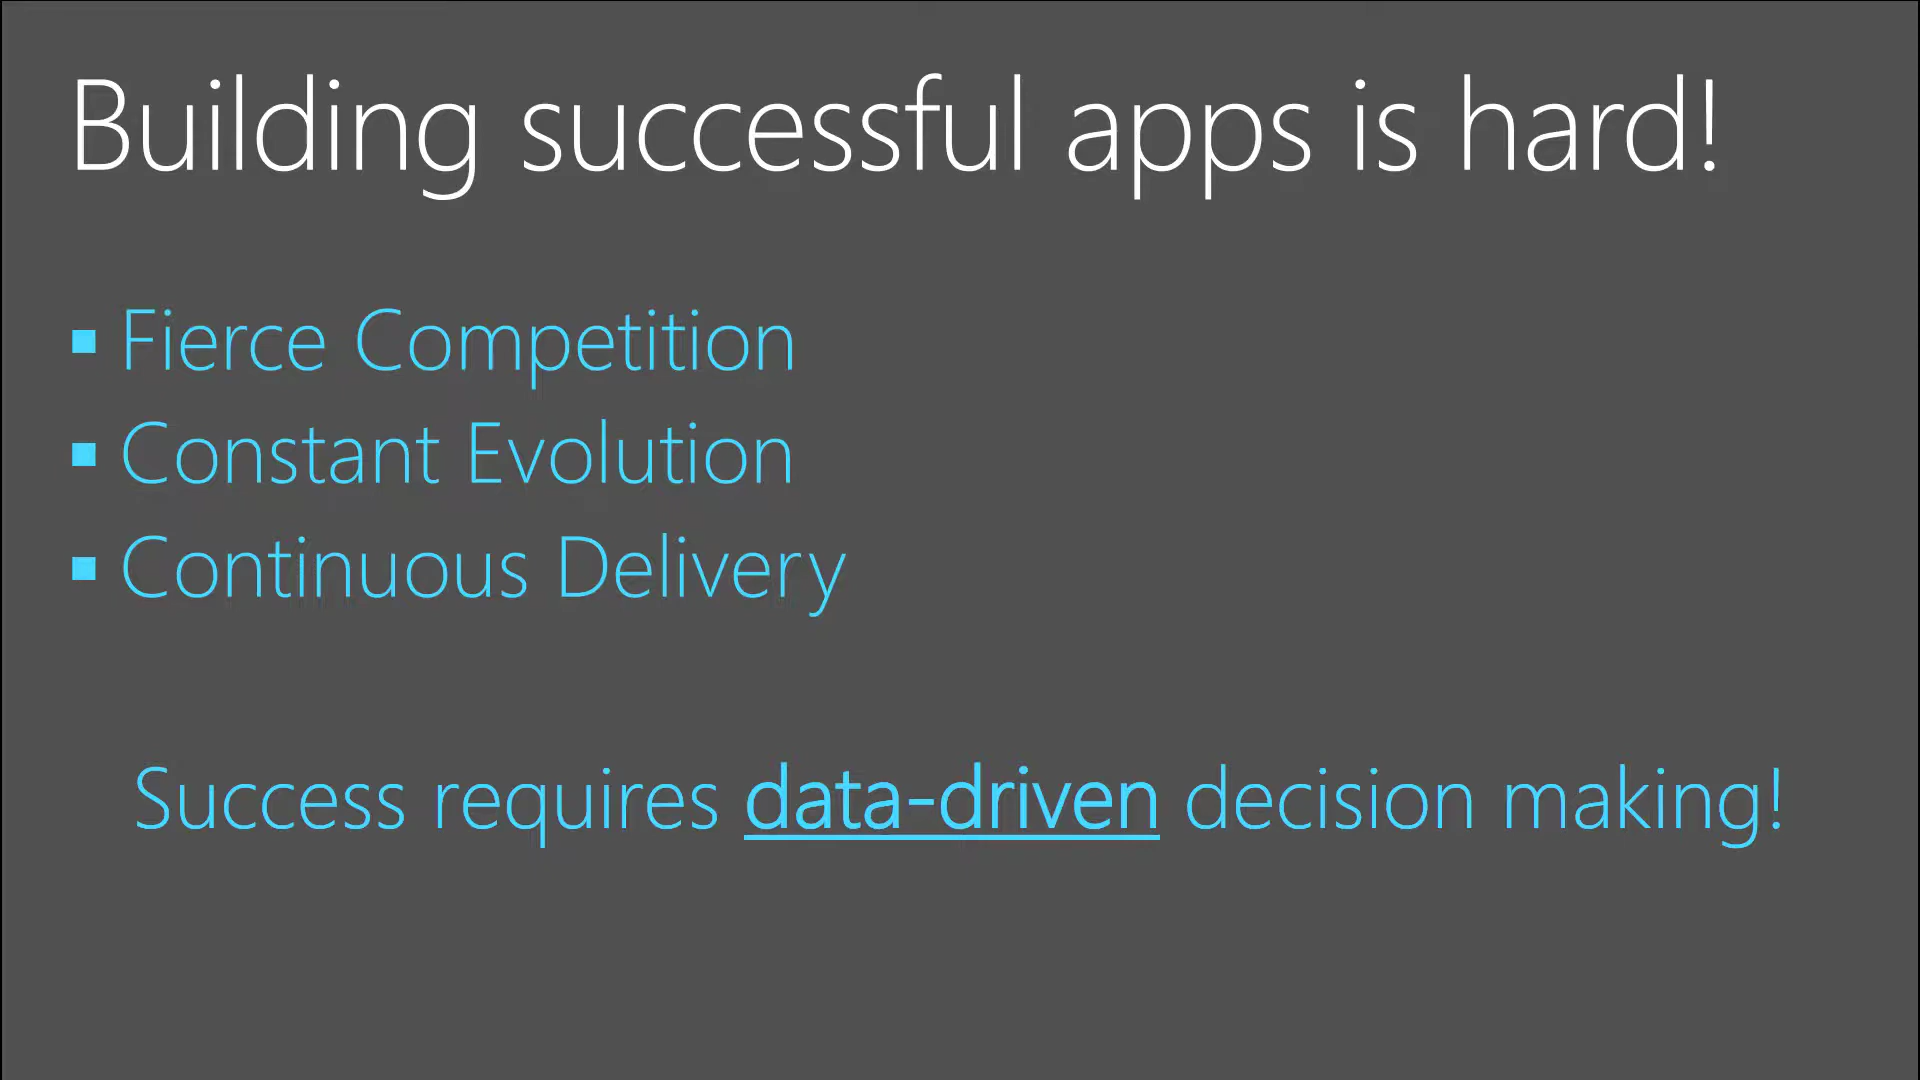 Building successful apps is hard!
▪ Fierce Competition
▪ Constant Evolution
▪ Continuous Delivery
Success requires data-driven decision making!